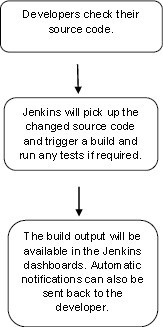 Developers check their
source code.
Jenkins will pick up the
changed source code
and trigger a build and
run any tests if required.
The build output will be
available in the Jenkins
dashboards. Automatic
notifications can also be
sent back to the
developer.